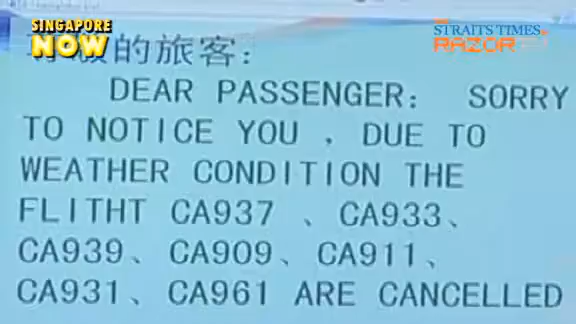 SINGAPORE
NOW
THE STRAITS TIMES
RAZOR
的旅客：
DEAR PASSENGER： SORRY
TO NOTICE YOU ，DUE TO
WEATHER CONDITION THE
FLITHT CA937 、CA933、
CA939、CA909、CA911、
CA931、CA961 ARE CANCELLED